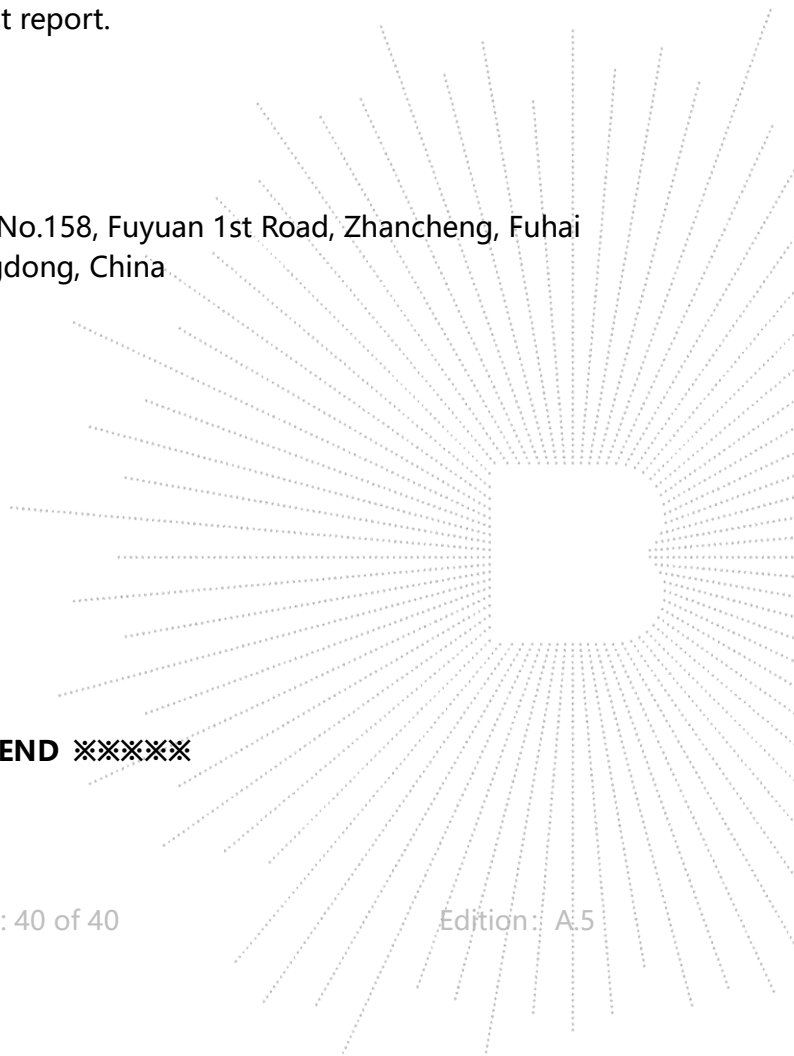 t report.
No.158, Fuyuan 1st Road, Zhancheng, Fuhai
gdong, China
END ※※※※※
: 40 of 40 Edition： A.5